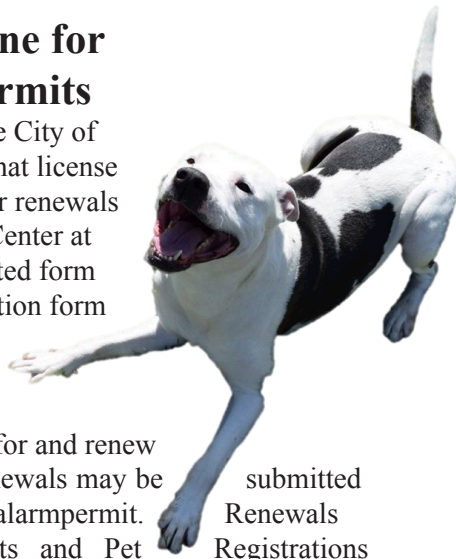 ne for
rmits
e City of
hat license
r renewals
Center at
ted form
tion form
for and renew
newals may be submitted
alarmpermit. Renewals
ts and Pet Registrations